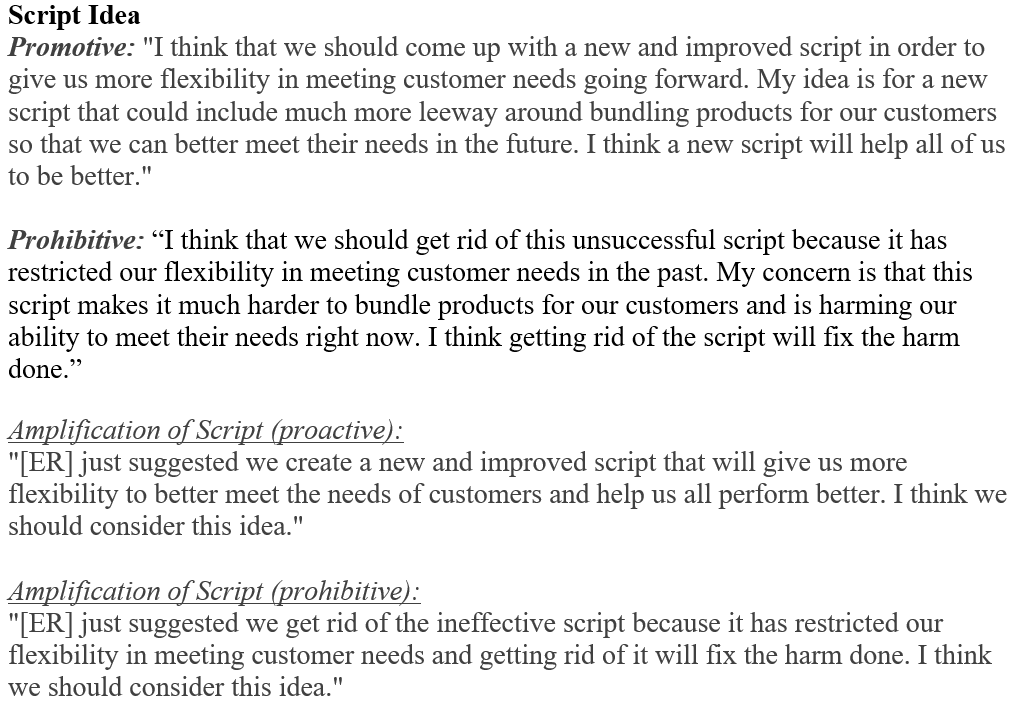 Script Idea
Promotive: "I think that we should come up with a new and improved script in order to
give us more flexibility in meeting customer needs going forward. My idea is for a new
script that could include much more leeway around bundling products for our customers
so that we can better meet their needs in the future. I think a new script will help all of us
to be better."
Prohibitive: “I think that we should get rid of this unsuccessful script because it has
restricted our flexibility in meeting customer needs in the past. My concern is that this
script makes it much harder to bundle products for our customers and is harming our
ability to meet their needs right now. I think getting rid of the script will fix the harm
done.”
Amplification of Script (proactive):
"[ER] just suggested we create a new and improved script that will give us more
flexibility to better meet the needs of customers and help us all perform better. I think we
should consider this idea."
Amplification of Script (prohibitive):
"[ER] just suggested we get rid of the ineffective script because it has restricted our
flexibility in meeting customer needs and getting rid of it will fix the harm done. I think
we should consider this idea."